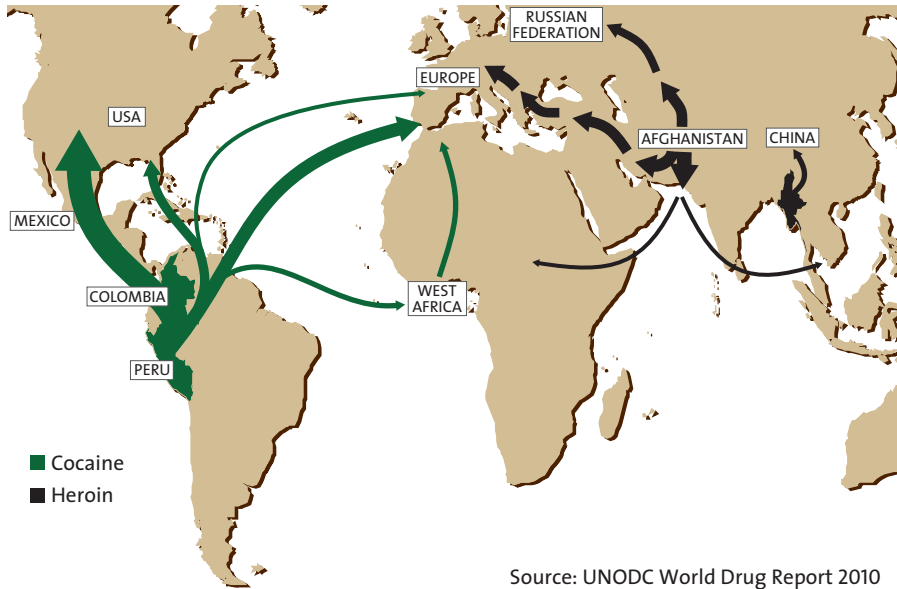 RUSSIAN
FEDERATION
EUROPE
USA
AFGHANISTAN
CHINA
MEXICO
COLOMBIA
WEST
AFRICA
PERU
Cocaine
Heroin
Source: UNODC World Drug Report 2010